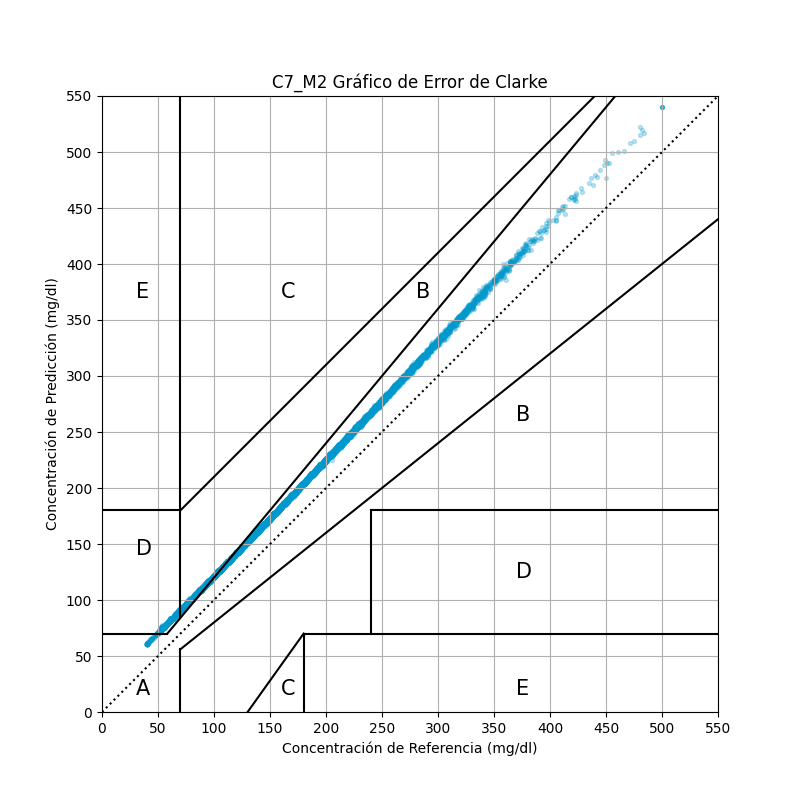 C7_M2 Gráfico de Error de Clarke
550
500
450
400
350
300
250
200
150
100
50
0
Concentración de Predicción (mg/dl)
E
C
B
B
D
D
A
C
E
0 50 100 150 200 250 300 350 400 450 500 550
Concentración de Referencia (mg/dl)